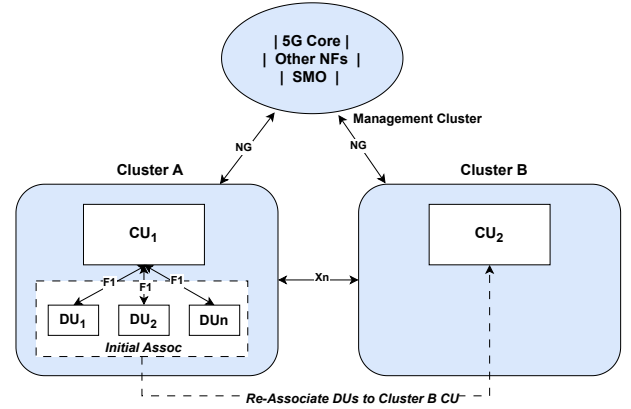 | 5G Core |
| Other NFs |
| SMO |
Management Cluster
NG
NG
Cluster A
Cluster B
CU₁
CU₂
F1
F1
F1
Xn
DU₁
DU₂
DUn
Initial Assoc
Re-Associate DUs to Cluster B CU